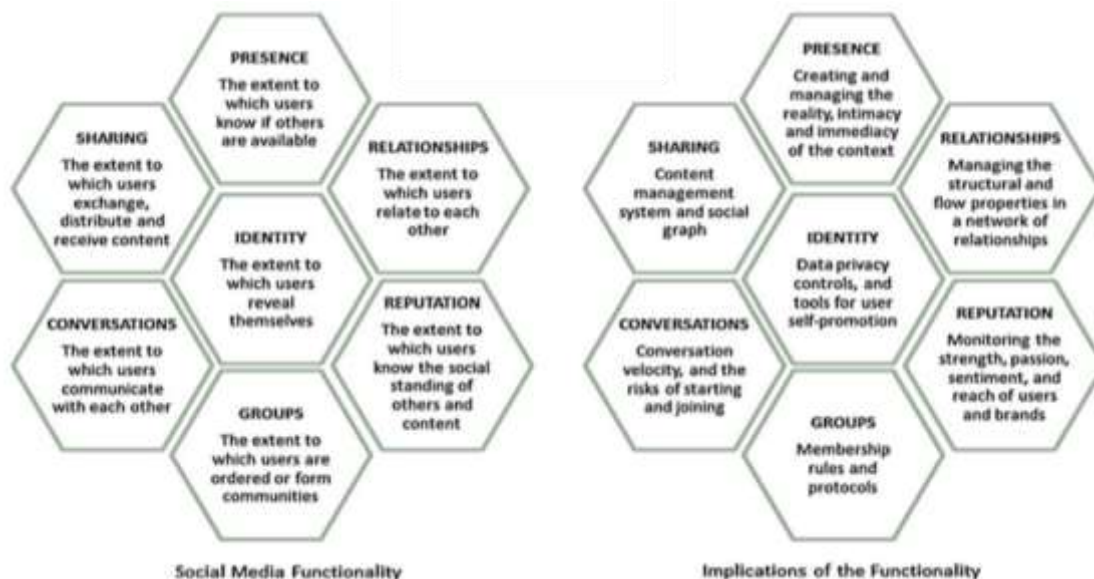 PRESENCE
The extent to
which users
know if others
are available
SHARING
The extent to
which users
exchange,
distribute and
receive content
RELATIONSHIPS
The extent to
which users
relate to each
other
IDENTITY
The extent to
which users
reveal
themselves
CONVERSATIONS
The extent to
which users
communicate
with each other
REPUTATION
The extent to
which users
know the social
standing of
others and
content
GROUPS
The extent to
which users are
ordered or form
communities
Social Media Functionality
PRESENCE
Creating and
managing the
reality, intimacy
and immediacy
of the context
SHARING
Content
management
system and social
graph
RELATIONSHIPS
Managing the
structural and
flow properties in
a network of
relationships
IDENTITY
Data privacy
controls, and
tools for user
self-promotion
CONVERSATIONS
Conversation
velocity, and the
risks of starting
and joining
REPUTATION
Monitoring the
strength, passion,
sentiment, and
reach of users
and brands
GROUPS
Membership
rules and
protocols
Implications of the Functionality